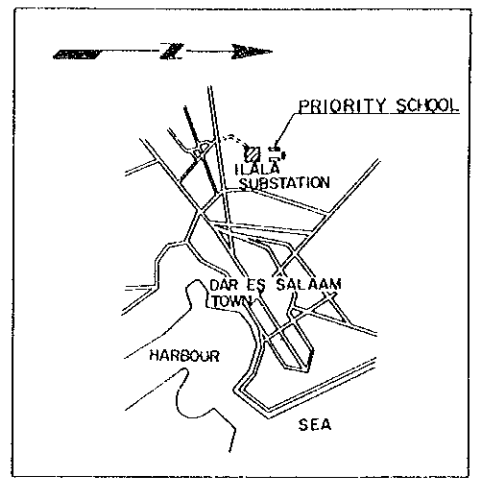 PRIORITY SCHOOL
ILALA
SUBSTATION
DAR ES SALAAM
TOWN
HARBOUR
SEA